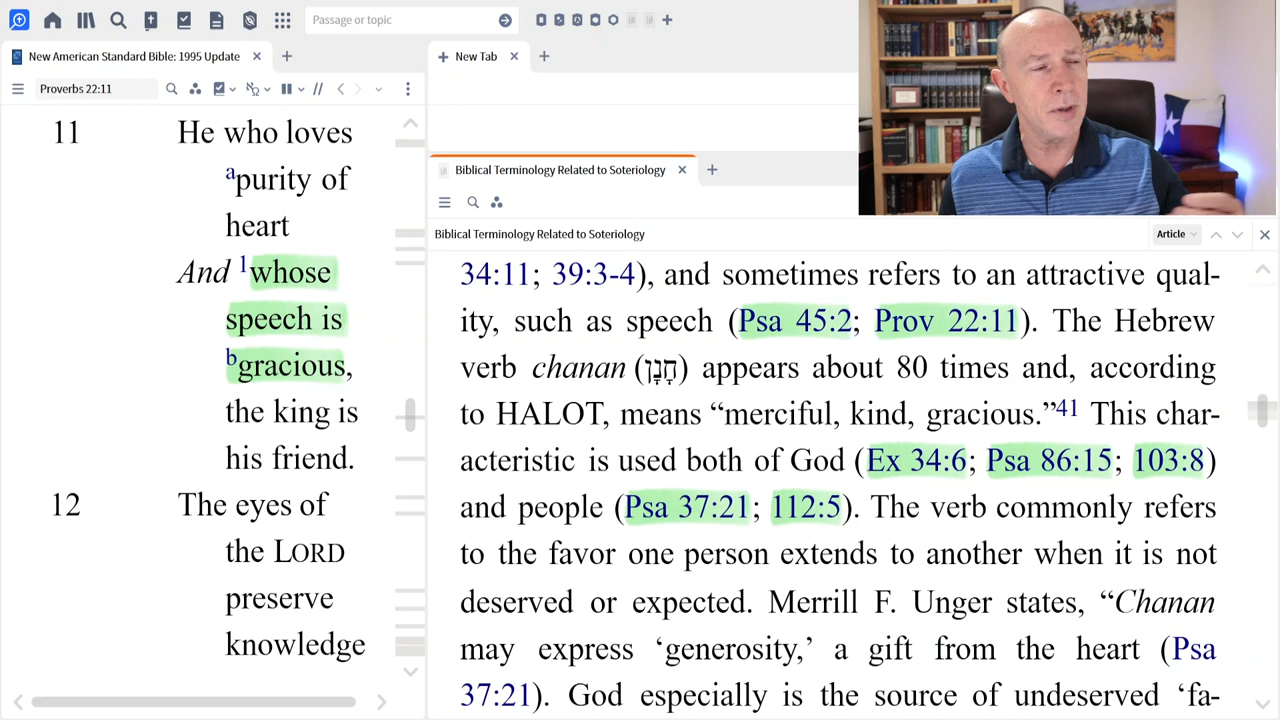 Passage or topic
New American Standard Bible: 1995 Update
New Tab
Proverbs 22:11
11 He who loves
ᵃpurity of
heart
And ¹whose
speech is
ᵇgracious,
the king is
his friend.
12 The eyes of
the LORD
preserve
knowledge
Biblical Terminology Related to Soteriology
Biblical Terminology Related to Soteriology
Article
34:11; 39:3-4), and sometimes refers to an attractive qual-
ity, such as speech (Psa 45:2; Prov 22:11). The Hebrew
verb chanan (חָנַן) appears about 80 times and, according
to HALOT, means “merciful, kind, gracious.”⁴¹ This char-
acteristic is used both of God (Ex 34:6; Psa 86:15; 103:8)
and people (Psa 37:21; 112:5). The verb commonly refers
to the favor one person extends to another when it is not
deserved or expected. Merrill F. Unger states, “Chanan
may express ‘generosity,’ a gift from the heart (Psa
37:21). God especially is the source of undeserved ‘fa-